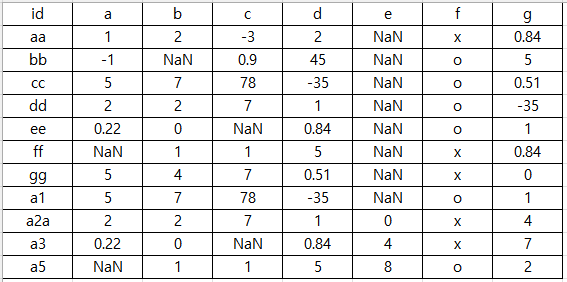 id a b c d e f g
aa 1 2 -3 2 NaN x 0.84
bb -1 NaN 0.9 45 NaN o 5
cc 5 7 78 -35 NaN o 0.51
dd 2 2 7 1 NaN o -35
ee 0.22 0 NaN 0.84 NaN o 1
ff NaN 1 1 5 NaN x 0.84
gg 5 4 7 0.51 NaN x 0
a1 5 7 78 -35 NaN o 1
a2a 2 2 7 1 0 x 4
a3 0.22 0 NaN 0.84 4 x 7
a5 NaN 1 1 5 8 o 2